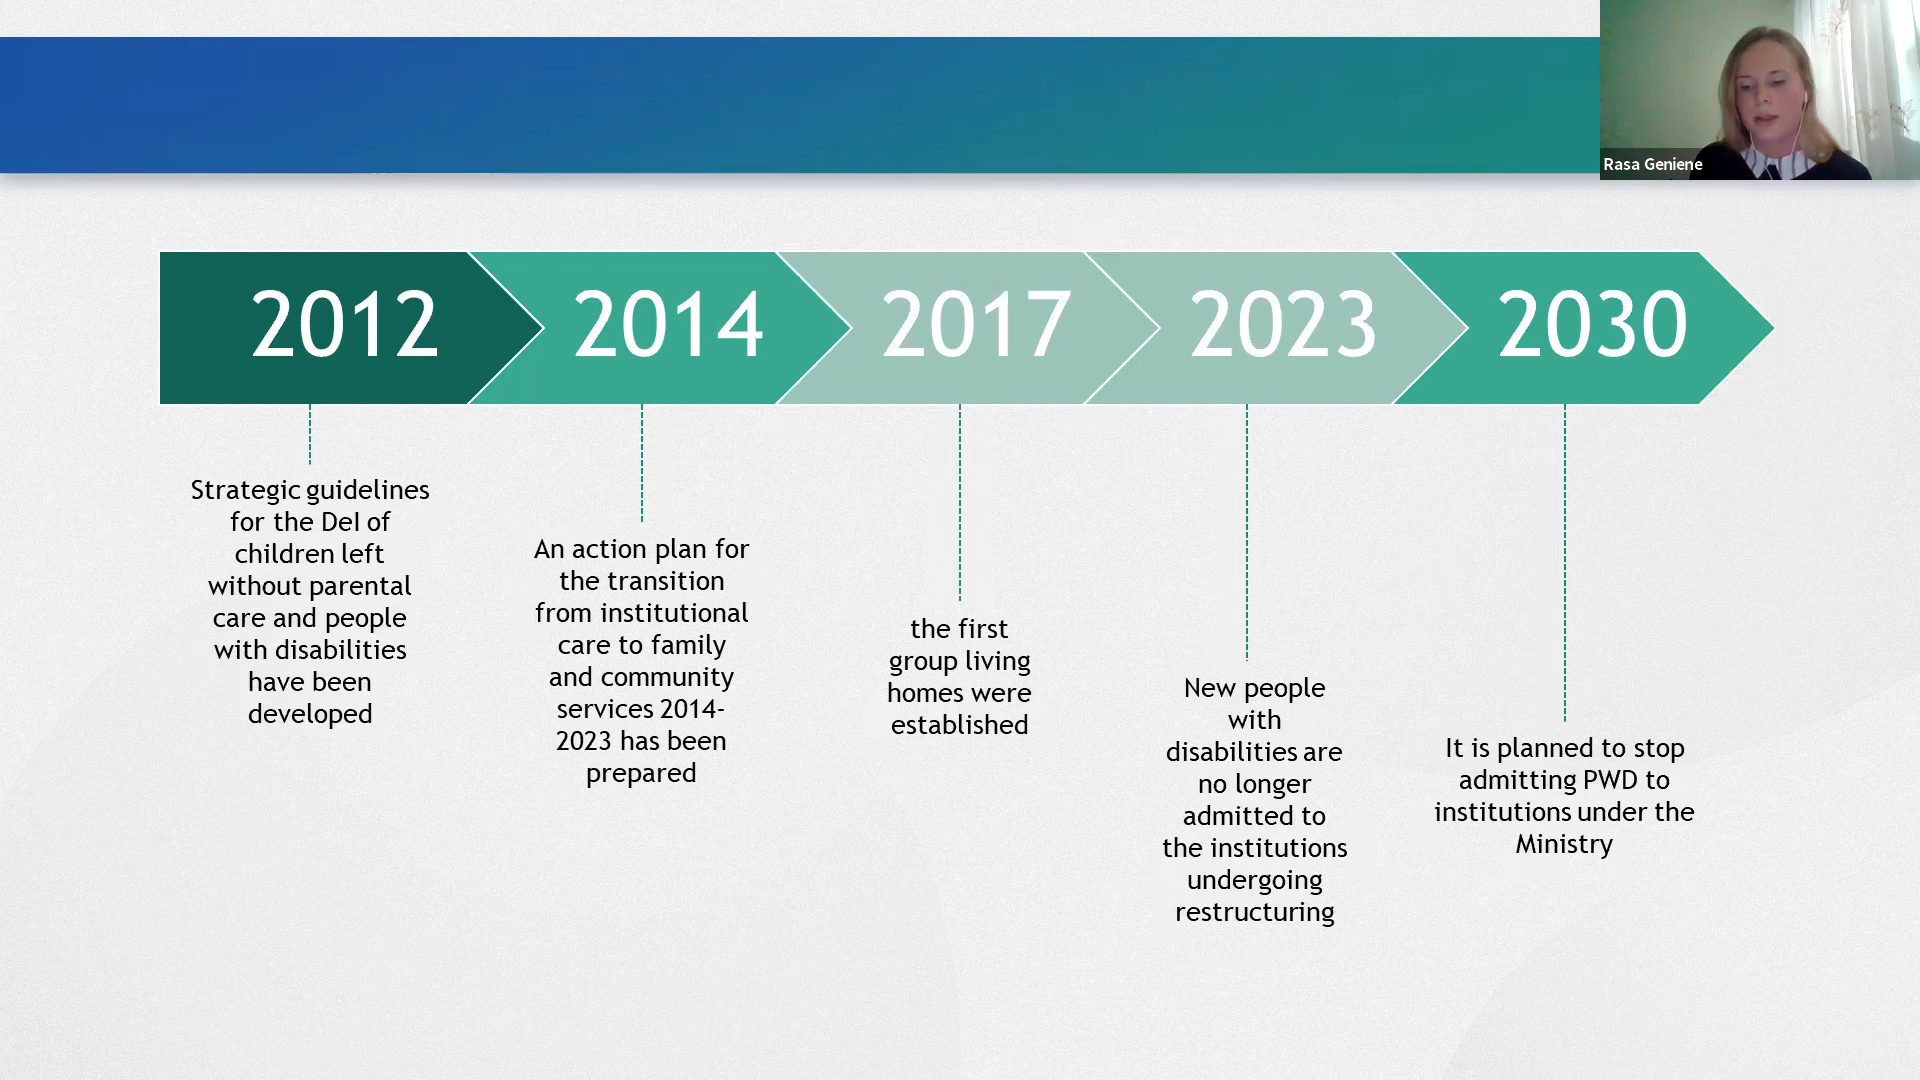 Rasa Geniene
2012
2014
2017
2023
2030
Strategic guidelines
for the DeI of
children left
without parental
care and people
with disabilities
have been
developed
An action plan for
the transition
from institutional
care to family
and community
services 2014-
2023 has been
prepared
the first
group living
homes were
established
New people
with
disabilities are
no longer
admitted to
the institutions
undergoing
restructuring
It is planned to stop
admitting PWD to
institutions under the
Ministry